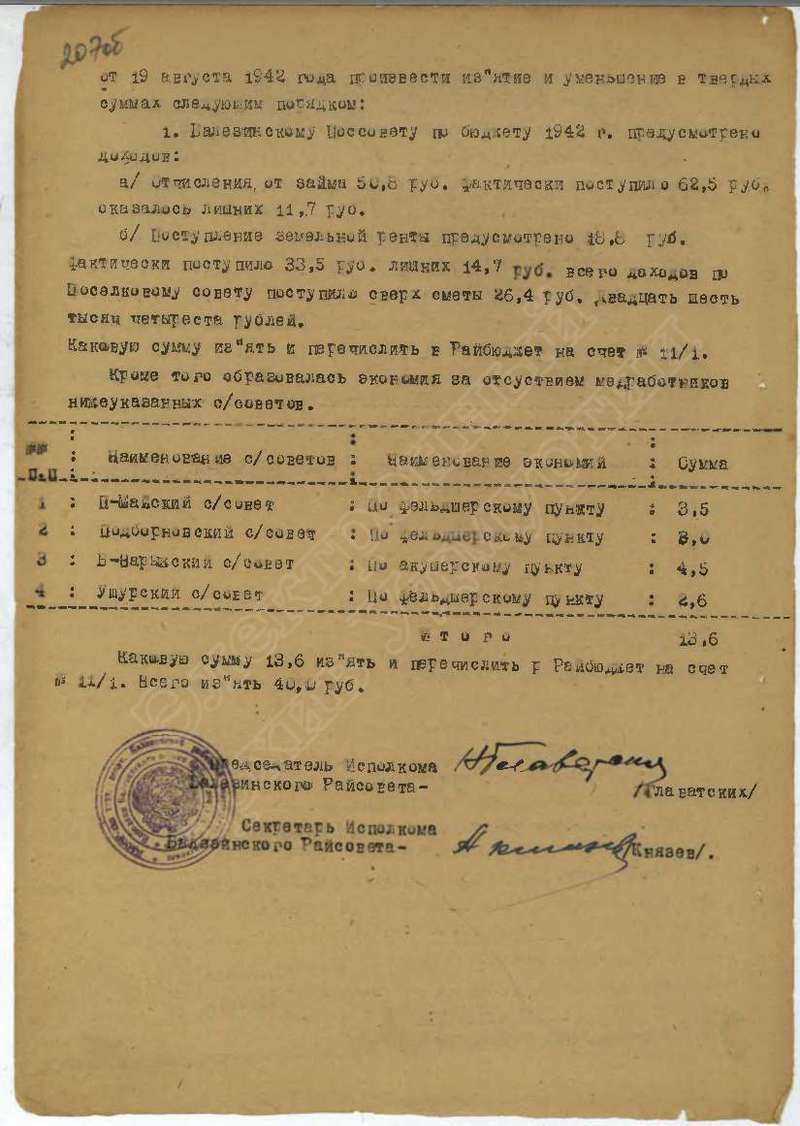 207об
от 19 августа 1942 года произвести из"ятие и уменьшение в твердых
суммах следующим порядком:
1. Балезинскому Поссовету по бюджету 1942 г. предусмотрено
доходов:
а/ отчисления от займа 50,8 руб. фактически поступило 62,5 руб.
оказалось лишних 11,7 руб.
б/ Поступление земельной ренты предусмотрено 18,8 руб.
фактически поступило 33,5 руб. лишних 14,7 руб. всего доходов по
Поселковому совету поступило сверх сметы 26,4 руб. Двадцать шесть
тысяч четыреста рублей.
Каковую сумму из"ять и перечислить в Райбюджет на счет № 11/1.
Кроме того образовалась экономия за отсуствием медработников
нижеуказанных с/советов.
№№ п.п. : Наименование с/советов : Наименование экономий : Сумма
1 : П-Шайский с/совет : По фельдшерскому пункту : 3,5
2 : Подборновский с/совет : По фельдшерскому пункту : 3,0
3 : с/совет : По акушерскому пункту : 4,5
4 : Ушурский с/совет : По фельдшерскому пункту : 2,6
Итого 13,6
Каковую сумму 13,6 из"ять и перечислить в Райбюджет на счет
№ 11/1. Всего из"ять 40,0 руб.
Председатель Исполкома
Балезинского Райсовета- /Главатских/
Секретарь Исполкома
Балезинского Райсовета- /Князев/.